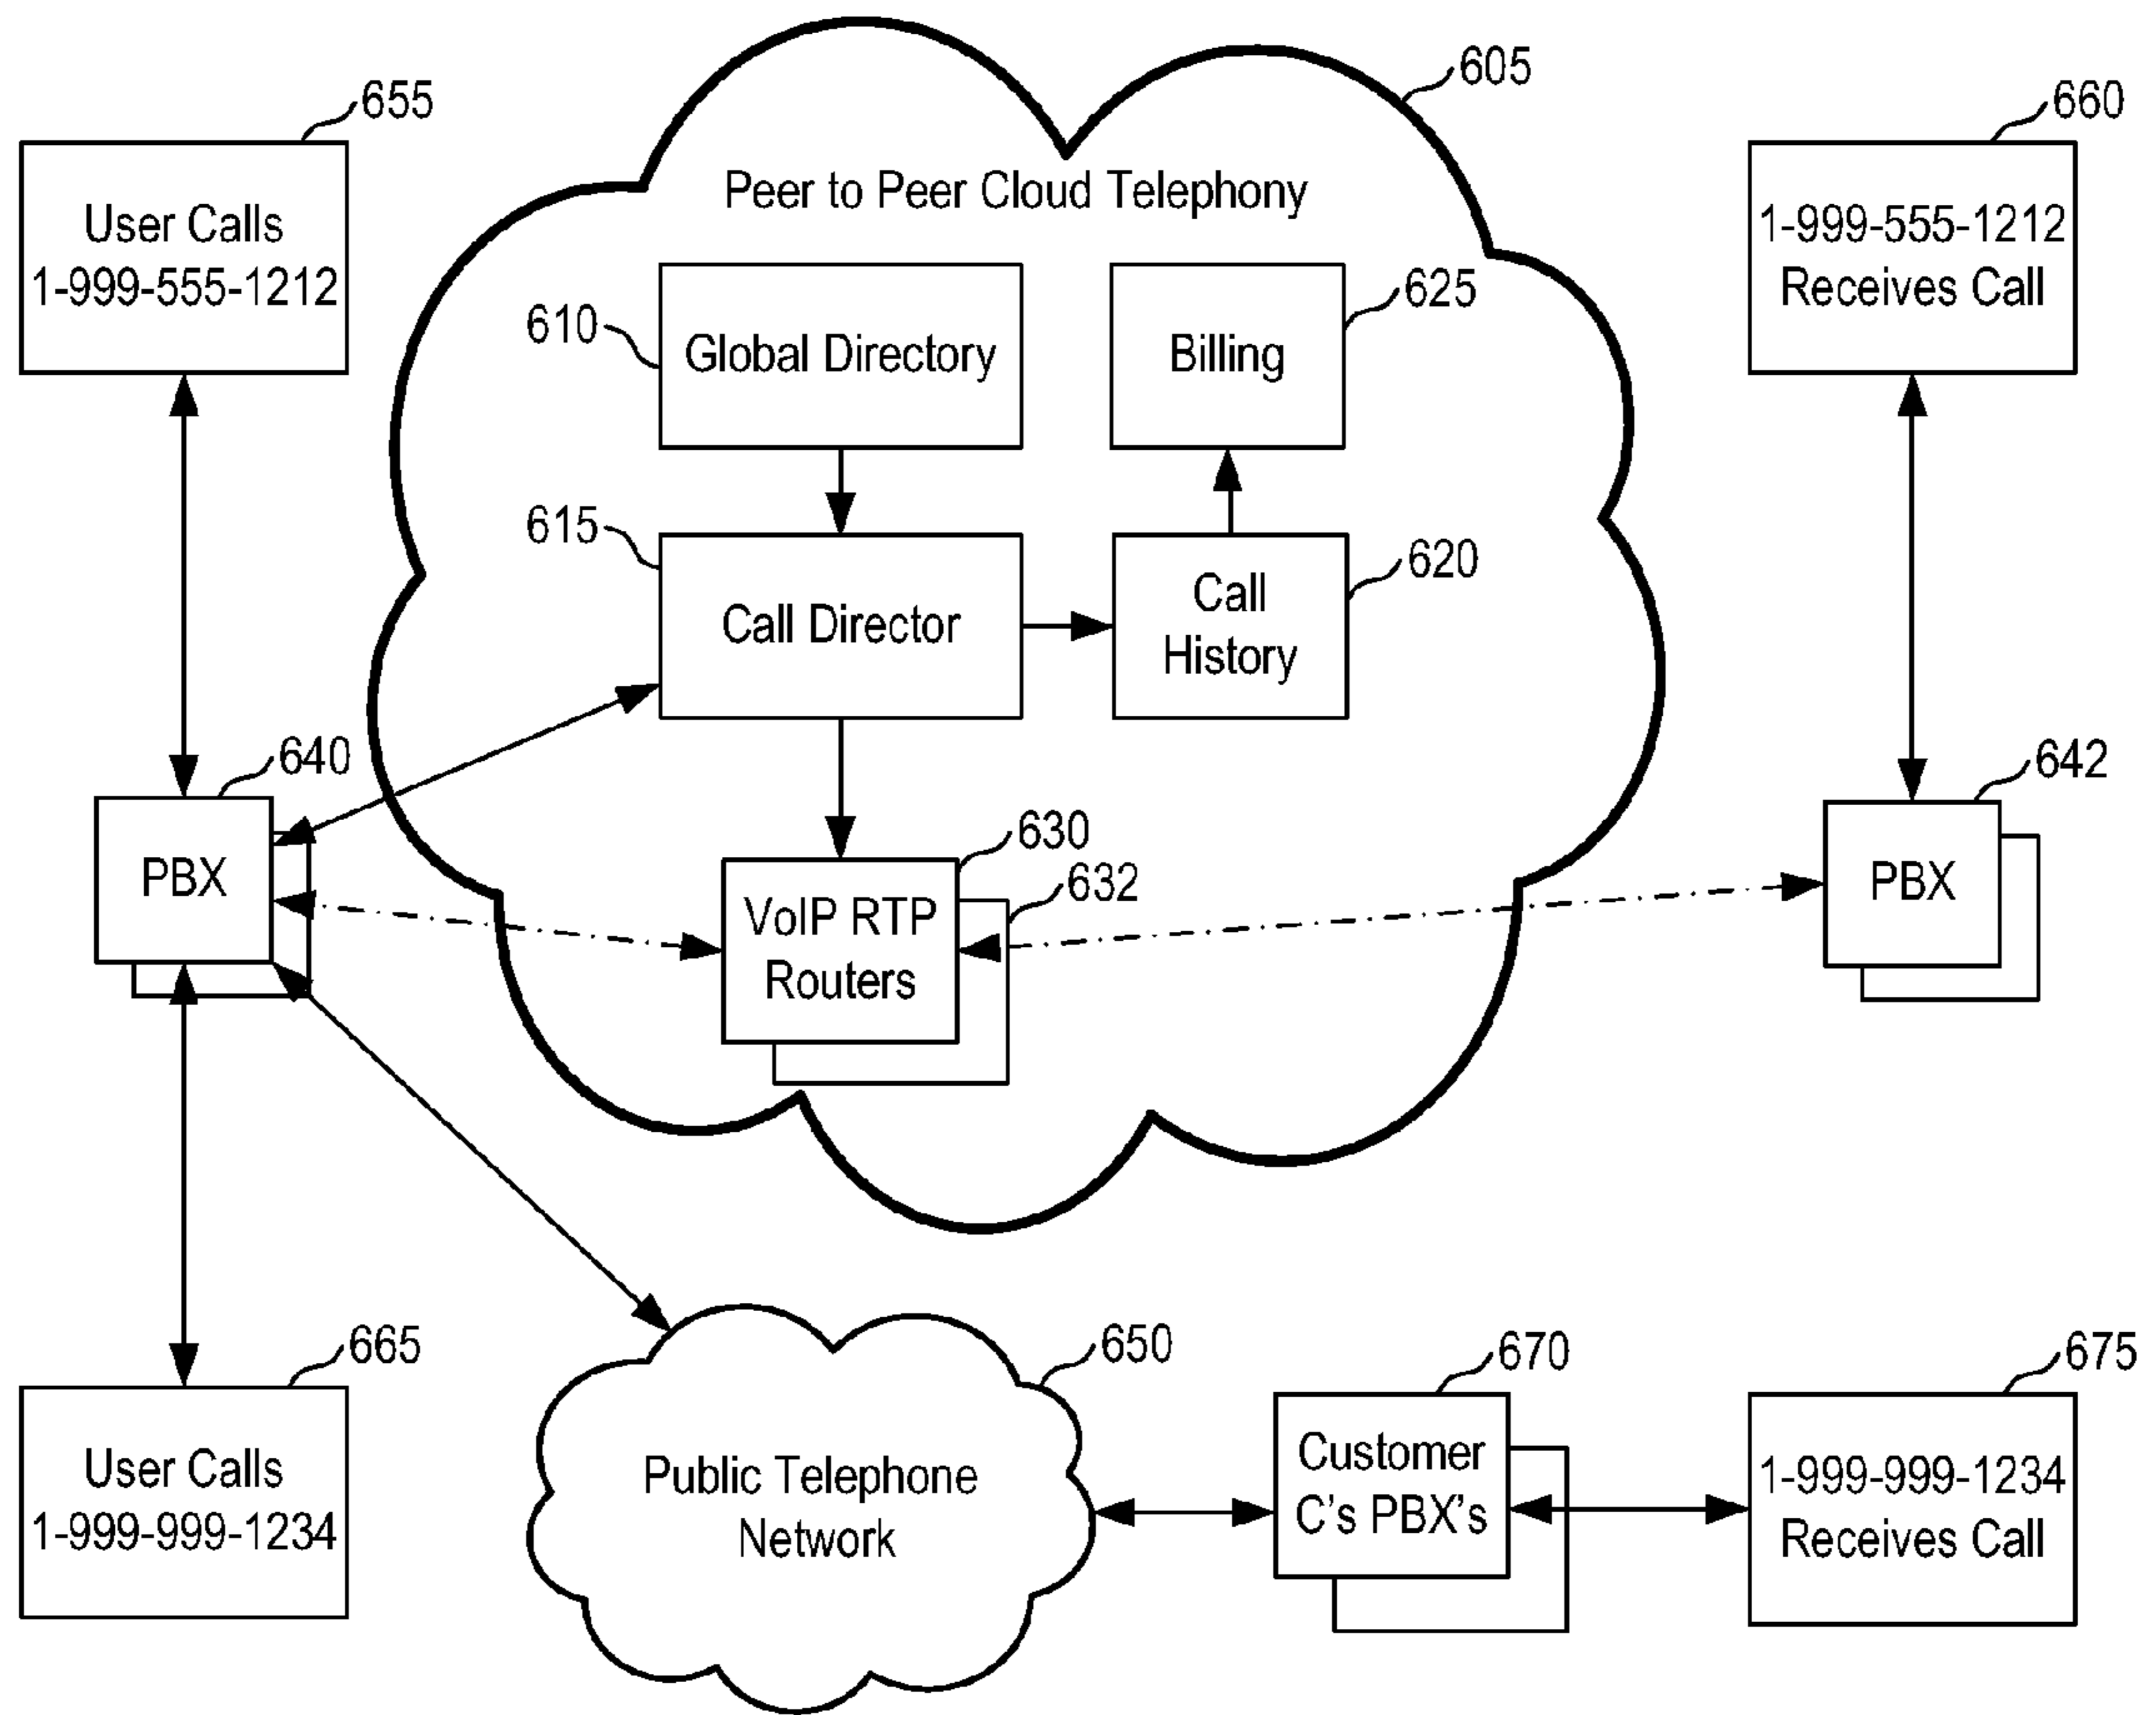 605
655
660
User Calls
1-999-555-1212
Peer to Peer Cloud Telephony
1-999-555-1212
Receives Call
610
Global Directory
625
Billing
615
Call Director
620
Call
History
640
PBX
630
632
VoIP RTP
Routers
642
PBX
665
User Calls
1-999-999-1234
650
Public Telephone
Network
670
Customer
C's PBX's
675
1-999-999-1234
Receives Call